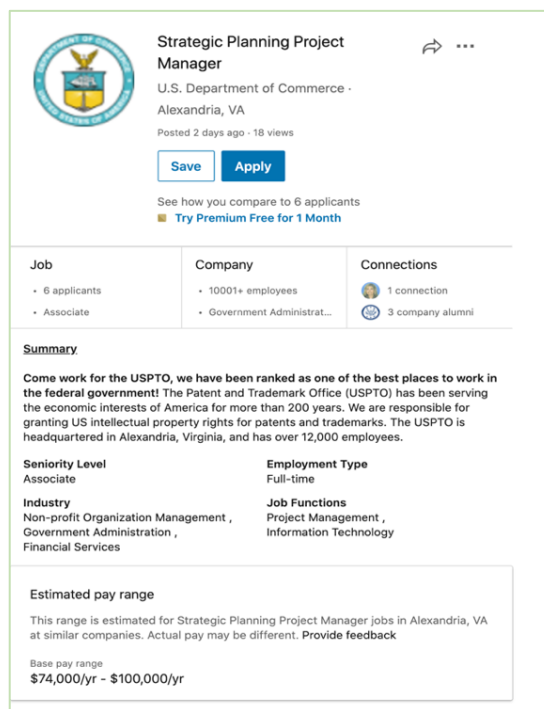 DEPARTMENT OF COMMERCE
UNITED STATES OF AMERICA
Strategic Planning Project
Manager
U.S. Department of Commerce ·
Alexandria, VA
Posted 2 days ago · 18 views
Save Apply
See how you compare to 6 applicants
Try Premium Free for 1 Month
Job Company Connections
• 6 applicants • 10001+ employees 1 connection
• Associate • Government Administrat... 3 company alumni
Summary
Come work for the USPTO, we have been ranked as one of the best places to work in
the federal government! The Patent and Trademark Office (USPTO) has been serving
the economic interests of America for more than 200 years. We are responsible for
granting US intellectual property rights for patents and trademarks. The USPTO is
headquartered in Alexandria, Virginia, and has over 12,000 employees.
Seniority Level Employment Type
Associate Full-time
Industry Job Functions
Non-profit Organization Management , Project Management ,
Government Administration , Information Technology
Financial Services
Estimated pay range
This range is estimated for Strategic Planning Project Manager jobs in Alexandria, VA
at similar companies. Actual pay may be different. Provide feedback
Base pay range
$74,000/yr - $100,000/yr